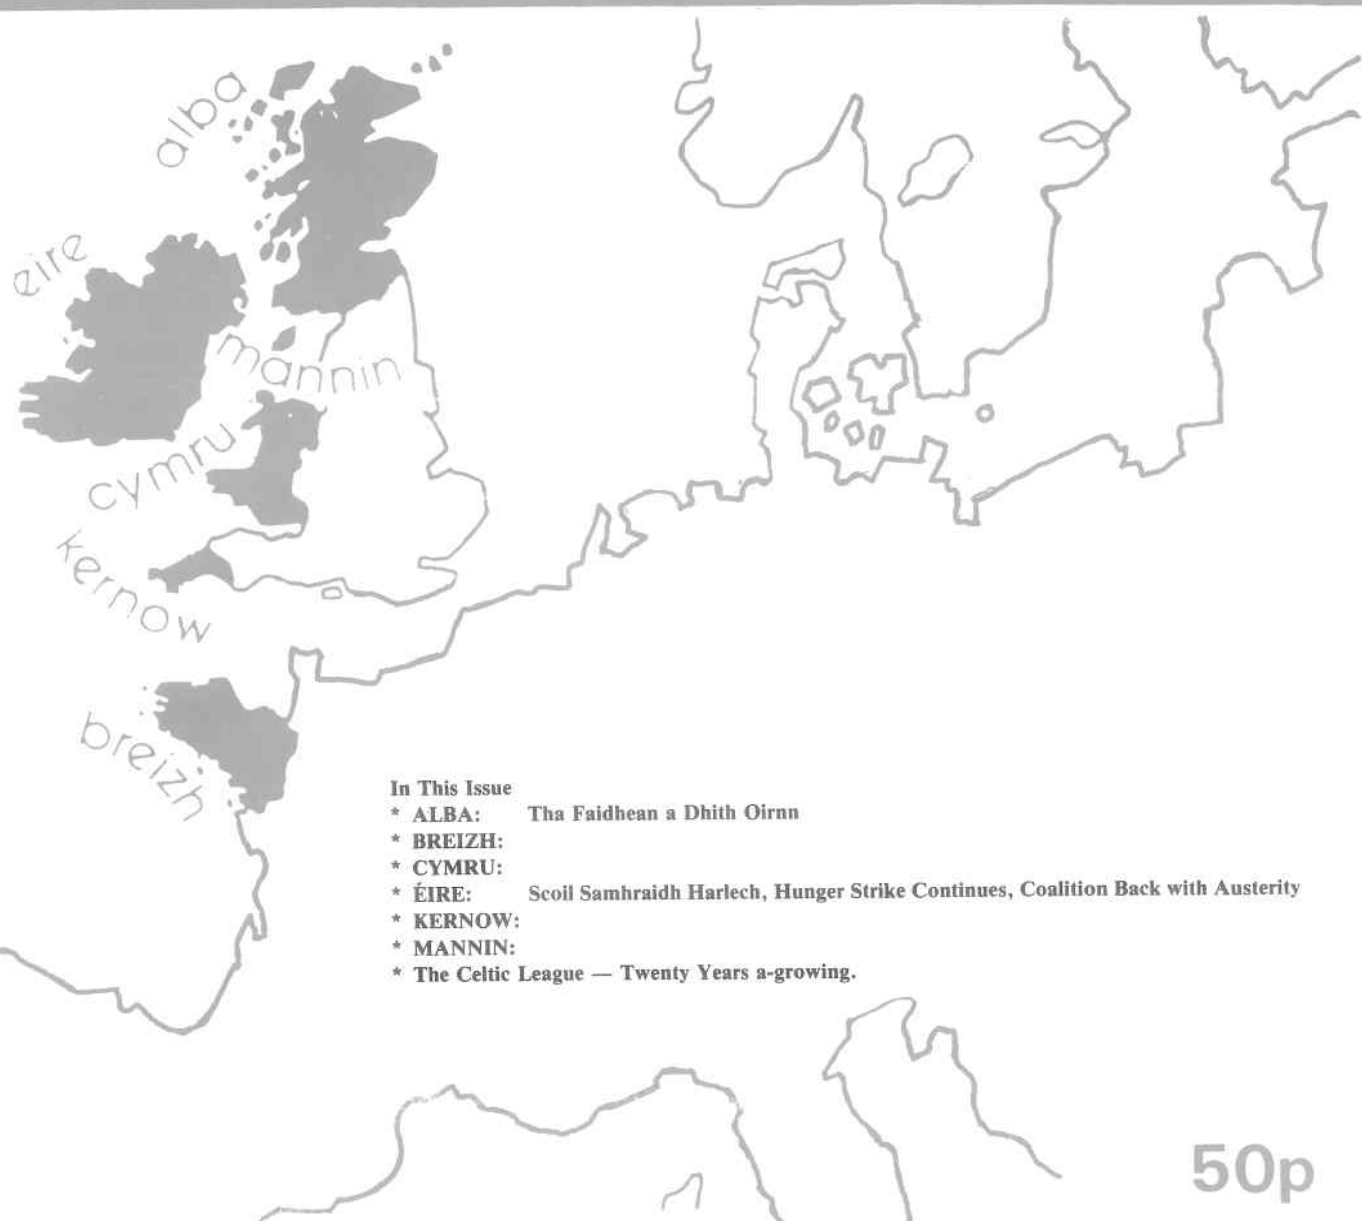 alba
eire
mannin
cymru
kernow
breizh
In This Issue
* ALBA: Tha Faidhean a Dhith Oirnn
* BREIZH:
* CYMRU:
* ÉIRE: Scoil Samhraidh Harlech, Hunger Strike Continues, Coalition Back with Austerity
* KERNOW:
* MANNIN:
* The Celtic League — Twenty Years a-growing.
50p